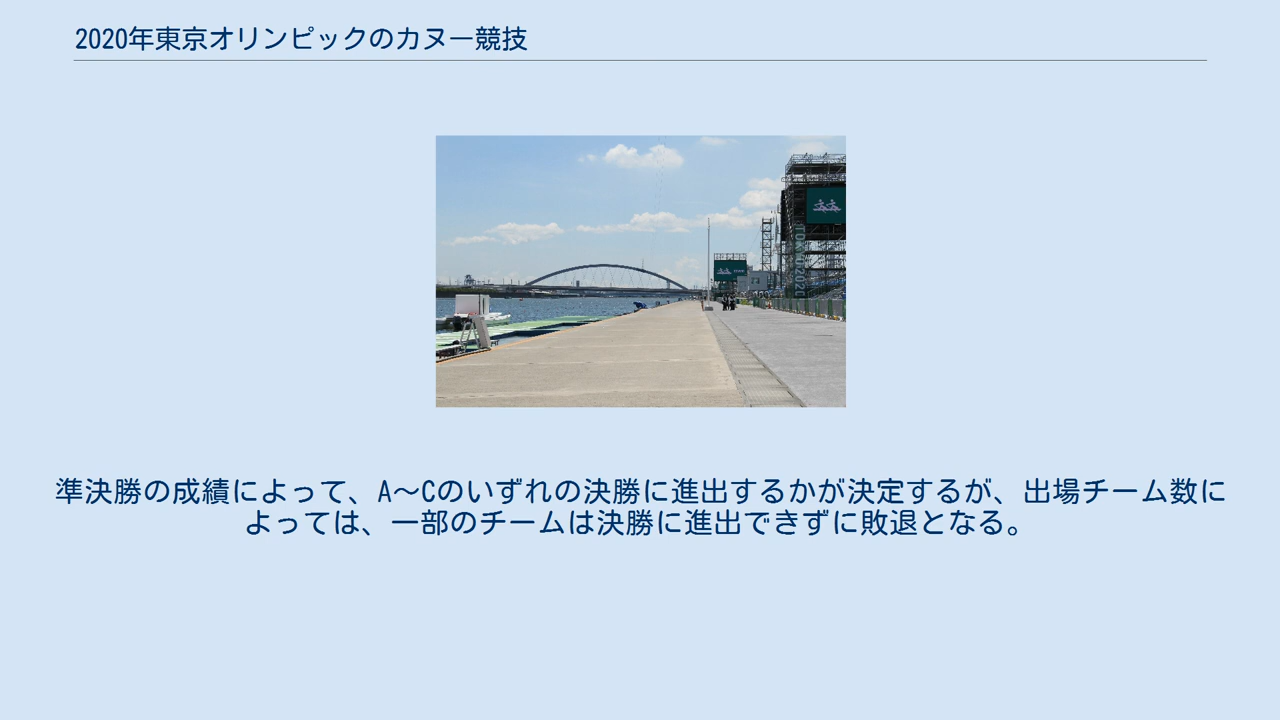 2020年東京オリンピックのカヌー競技
TOKYO 2020
準決勝の成績によって、A～Cのいずれの決勝に進出するかが決定するが、出場チーム数に
よっては、一部のチームは決勝に進出できずに敗退となる。